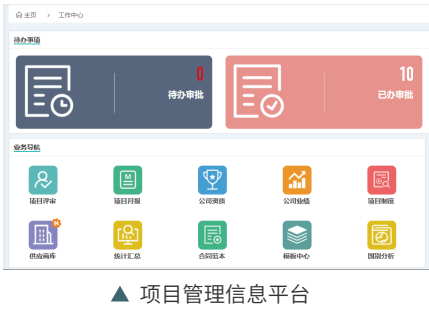 主页 › 工作中心
待办事项
0
待办审批
10
已办审批
业务导航
项目评审 项目月报 公司资质 公司业绩 项目制度
供应商库 统计汇总 合同范本 模板中心 国别分析
▲ 项目管理信息平台